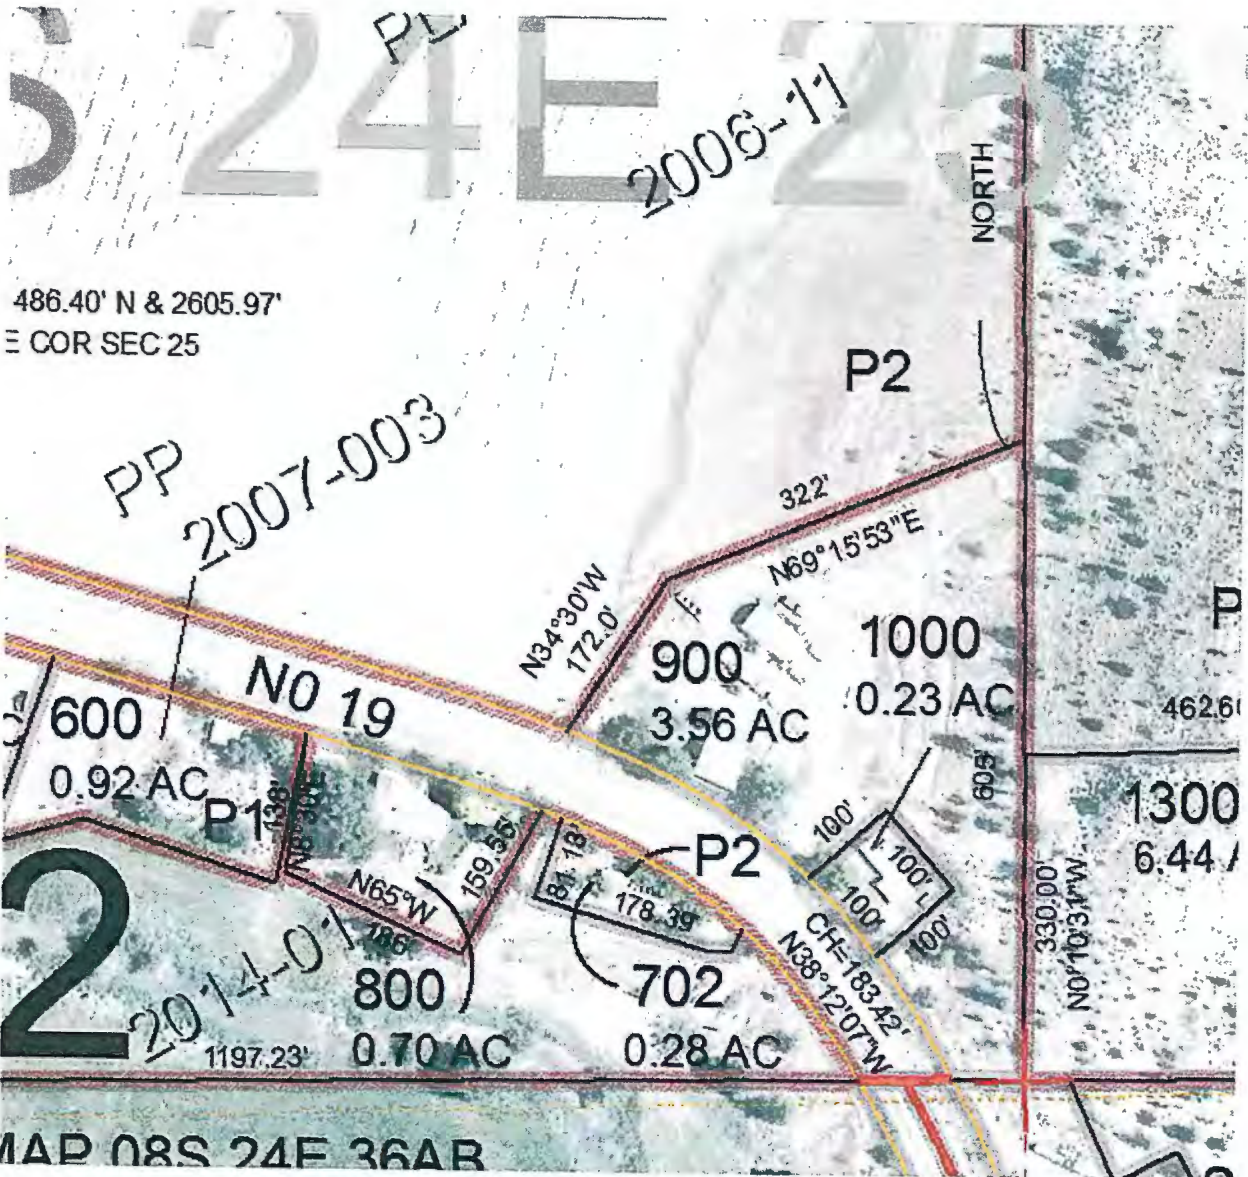 S 24E 25
2006-11
NORTH
486.40' N & 2605.97'
COR SEC 25
P2
PP
2007-003
322'
N69°15'53"E
N34°30'W
172.0'
900
3.56 AC
1000
0.23 AC
P
462.6
600
0.92 AC
N0 19
P1
138'
605'
1300
6.44
100'
100'
100'
100'
P2
159.55'
N65°W
186'
81.18'
178.39'
CH=183.42'
N38°12'07"W
330.00'
N0°10'31"W
2
2014-01
800
0.70 AC
702
0.28 AC
1197.23'
MAP 08S 24E 36AB